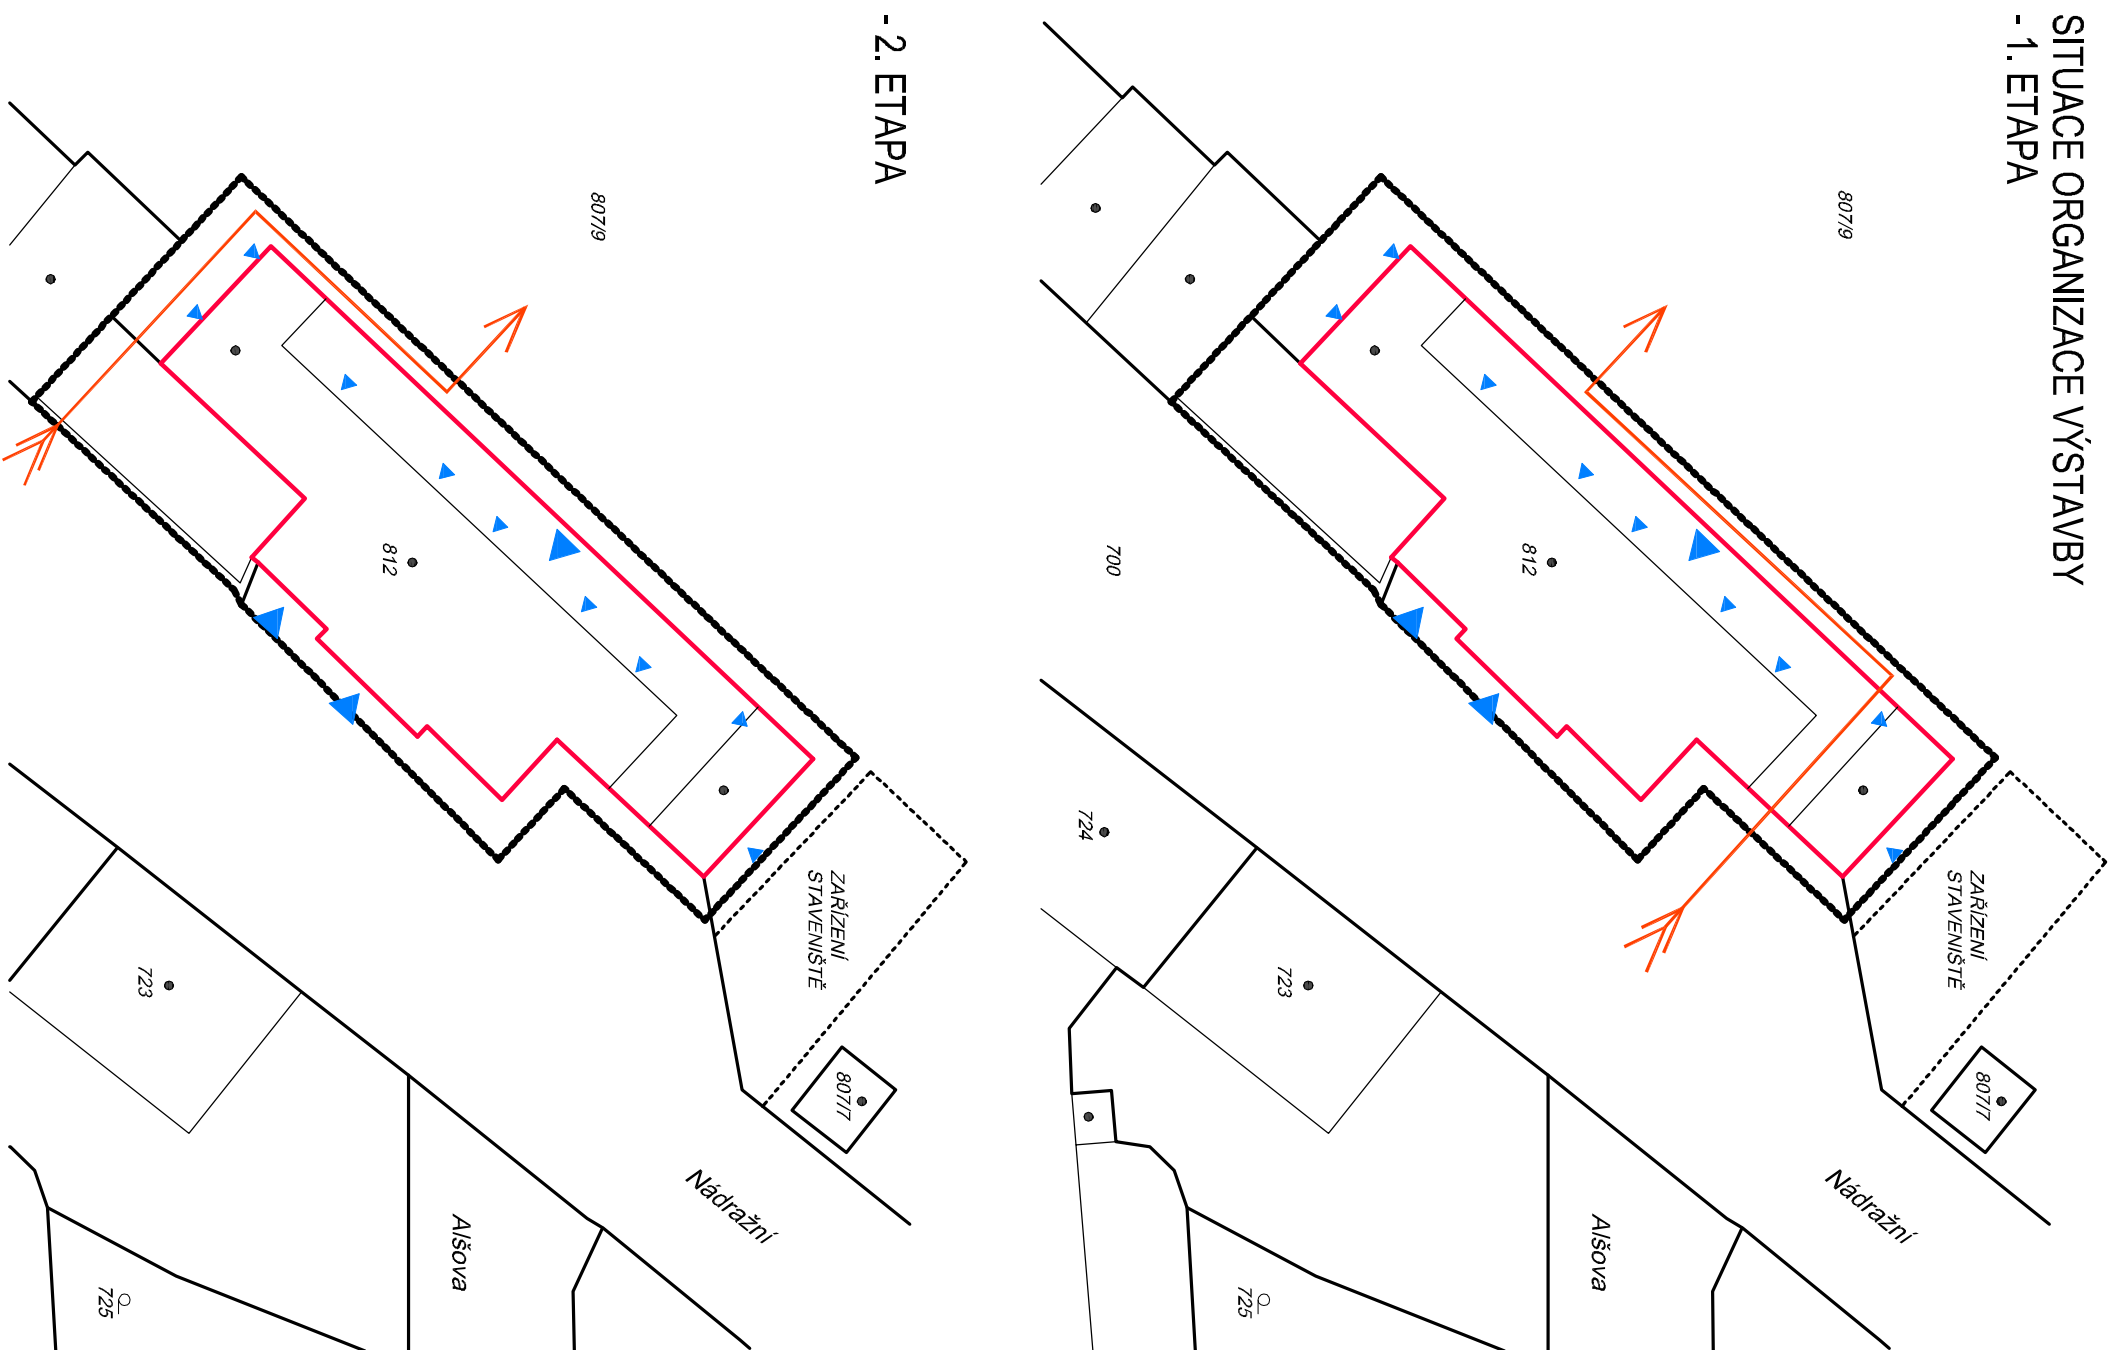 SITUACE ORGANIZACE VÝSTAVBY
- 1. ETAPA
807/9
812
700
724
723
ZAŘÍZENÍ
STAVENIŠTĚ
807/7
Nádražní
Alšova
725
- 2. ETAPA
807/9
812
723
ZAŘÍZENÍ
STAVENIŠTĚ
807/7
Nádražní
Alšova
725